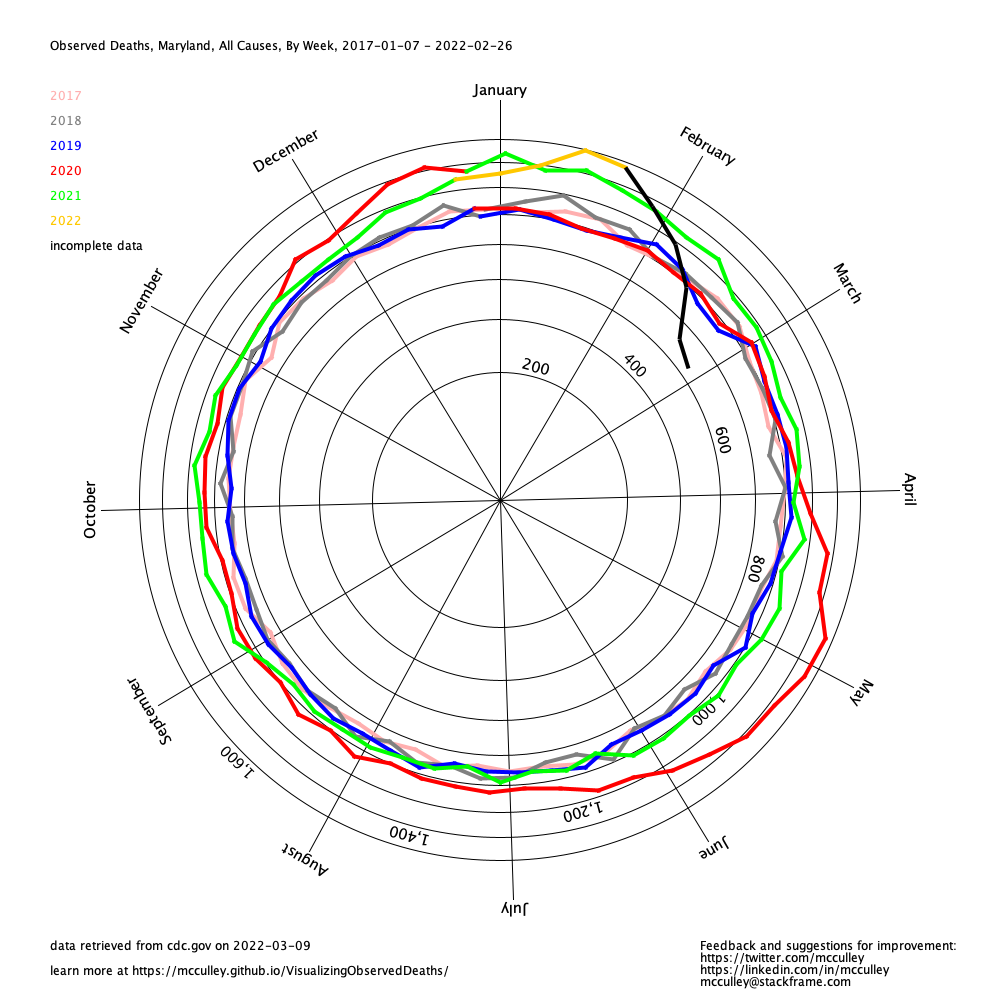 Observed Deaths, Maryland, All Causes, By Week, 2017-01-07 - 2022-02-26
2017
2018
2019
2020
2021
2022
incomplete data
January
February
March
April
May
June
July
August
September
October
November
December
200
400
600
800
1,000
1,200
1,400
1,600
data retrieved from cdc.gov on 2022-03-09
learn more at https://mcculley.github.io/VisualizingObservedDeaths/
Feedback and suggestions for improvement:
https://twitter.com/mcculley
https://linkedin.com/in/mcculley
mcculley@stackframe.com